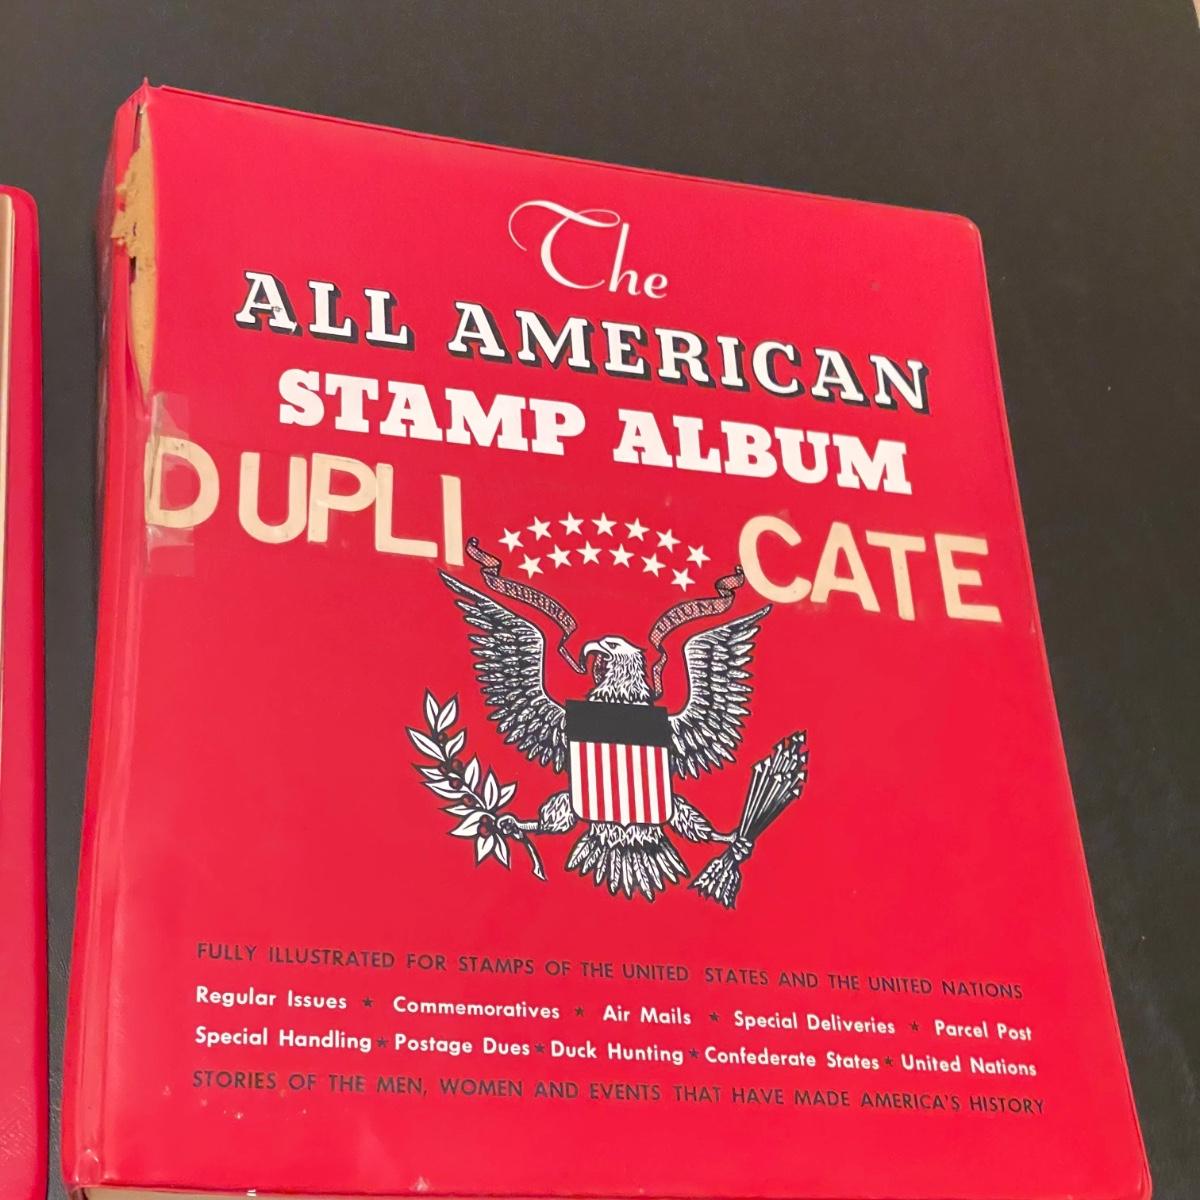 The
ALL AMERICAN
STAMP ALBUM
DUPLI CATE
PLURIBUS UNUM
FULLY ILLUSTRATED FOR STAMPS OF THE UNITED STATES AND THE UNITED NATIONS
Regular Issues ★ Commemoratives ★ Air Mails ★ Special Deliveries ★ Parcel Post
Special Handling ★ Postage Dues ★ Duck Hunting ★ Confederate States ★ United Nations
STORIES OF THE MEN, WOMEN AND EVENTS THAT HAVE MADE AMERICA'S HISTORY